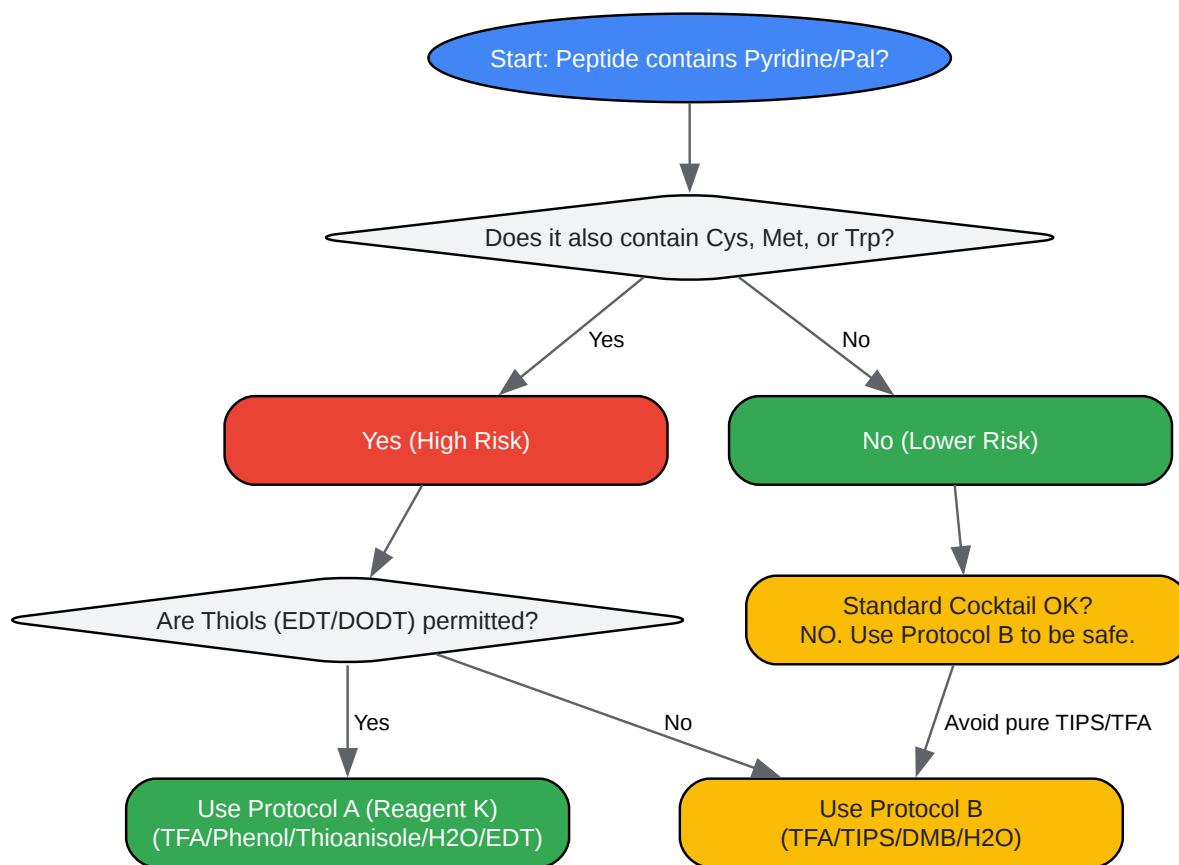 Start: Peptide contains Pyridine/Pal?
Does it also contain Cys, Met, or Trp?
Yes
No
Yes (High Risk)
No (Lower Risk)
Are Thiols (EDT/DODT) permitted?
Standard Cocktail OK?
NO. Use Protocol B to be safe.
Yes
No
Avoid pure TIPS/TFA
Use Protocol A (Reagent K)
(TFA/Phenol/Thioanisole/H2O/EDT)
Use Protocol B
(TFA/TIPS/DMB/H2O)